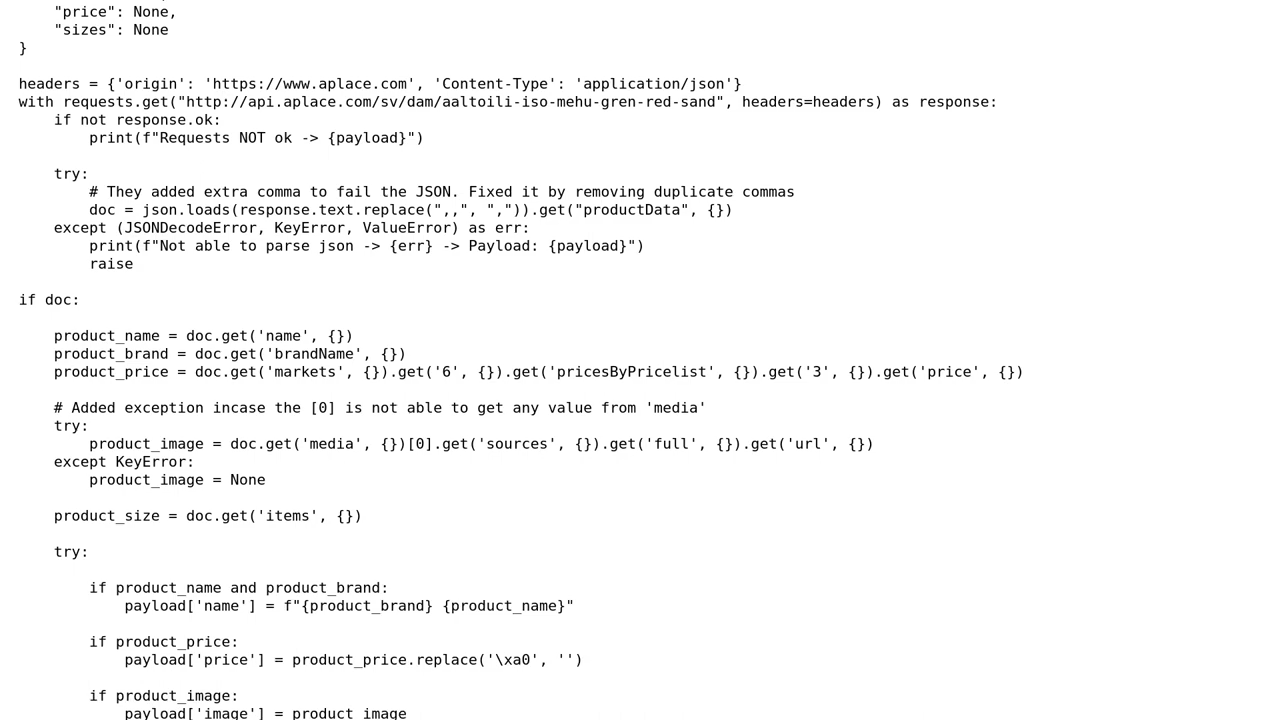 "price": None,
"sizes": None
}
headers = {'origin': 'https://www.aplace.com', 'Content-Type': 'application/json'}
with requests.get("http://api.aplace.com/sv/dam/aaltoili-iso-mehu-gren-red-sand", headers=headers) as response:
if not response.ok:
print(f"Requests NOT ok -> {payload}")
try:
# They added extra comma to fail the JSON. Fixed it by removing duplicate commas
doc = json.loads(response.text.replace(",,", ",")).get("productData", {})
except (JSONDecodeError, KeyError, ValueError) as err:
print(f"Not able to parse json -> {err} -> Payload: {payload}")
raise
if doc:
product_name = doc.get('name', {})
product_brand = doc.get('brandName', {})
product_price = doc.get('markets', {}).get('6', {}).get('pricesByPricelist', {}).get('3', {}).get('price', {})
# Added exception incase the [0] is not able to get any value from 'media'
try:
product_image = doc.get('media', {})[0].get('sources', {}).get('full', {}).get('url', {})
except KeyError:
product_image = None
product_size = doc.get('items', {})
try:
if product_name and product_brand:
payload['name'] = f"{product_brand} {product_name}"
if product_price:
payload['price'] = product_price.replace('\xa0', '')
if product_image:
payload['image'] = product_image